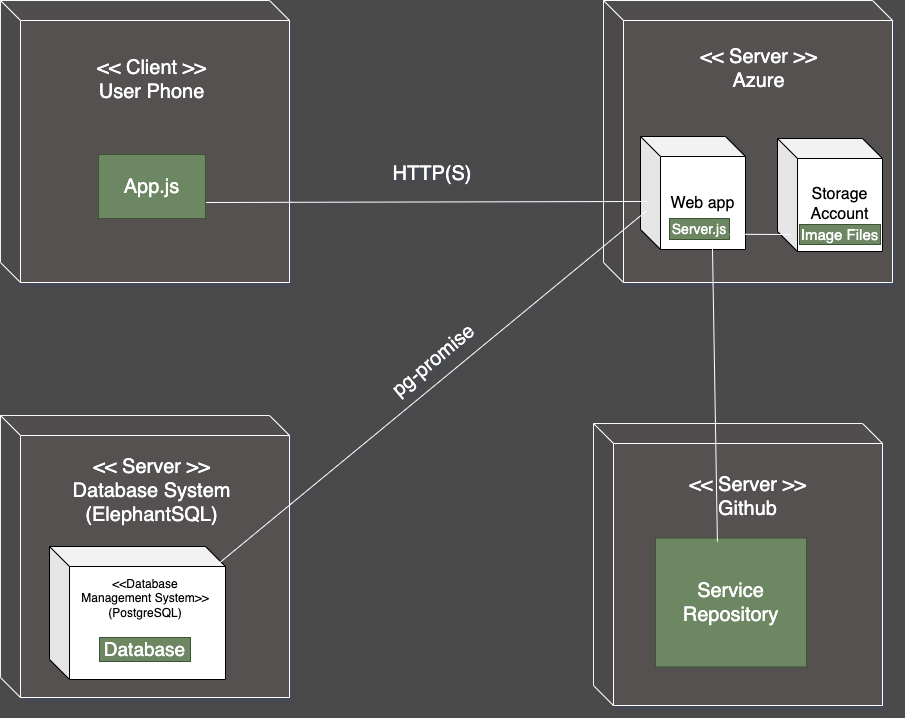 << Client >>
User Phone
App.js
HTTP(S)
<< Server >>
Azure
Web app
Server.js
Storage
Account
Image Files
pg-promise
<< Server >>
Database System
(ElephantSQL)
<<Database
Management System>>
(PostgreSQL)
Database
<< Server >>
Github
Service
Repository